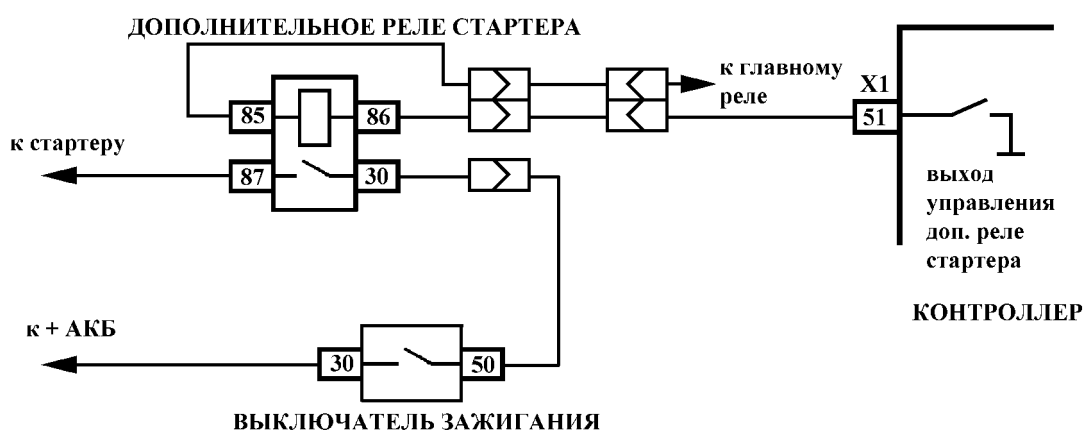 ДОПОЛНИТЕЛЬНОЕ РЕЛЕ СТАРТЕРА
к главному
реле
X1
85
86
51
к стартеру
87
30
выход
управления
доп. реле
стартера
КОНТРОЛЛЕР
к + АКБ
30
50
ВЫКЛЮЧАТЕЛЬ ЗАЖИГАНИЯ